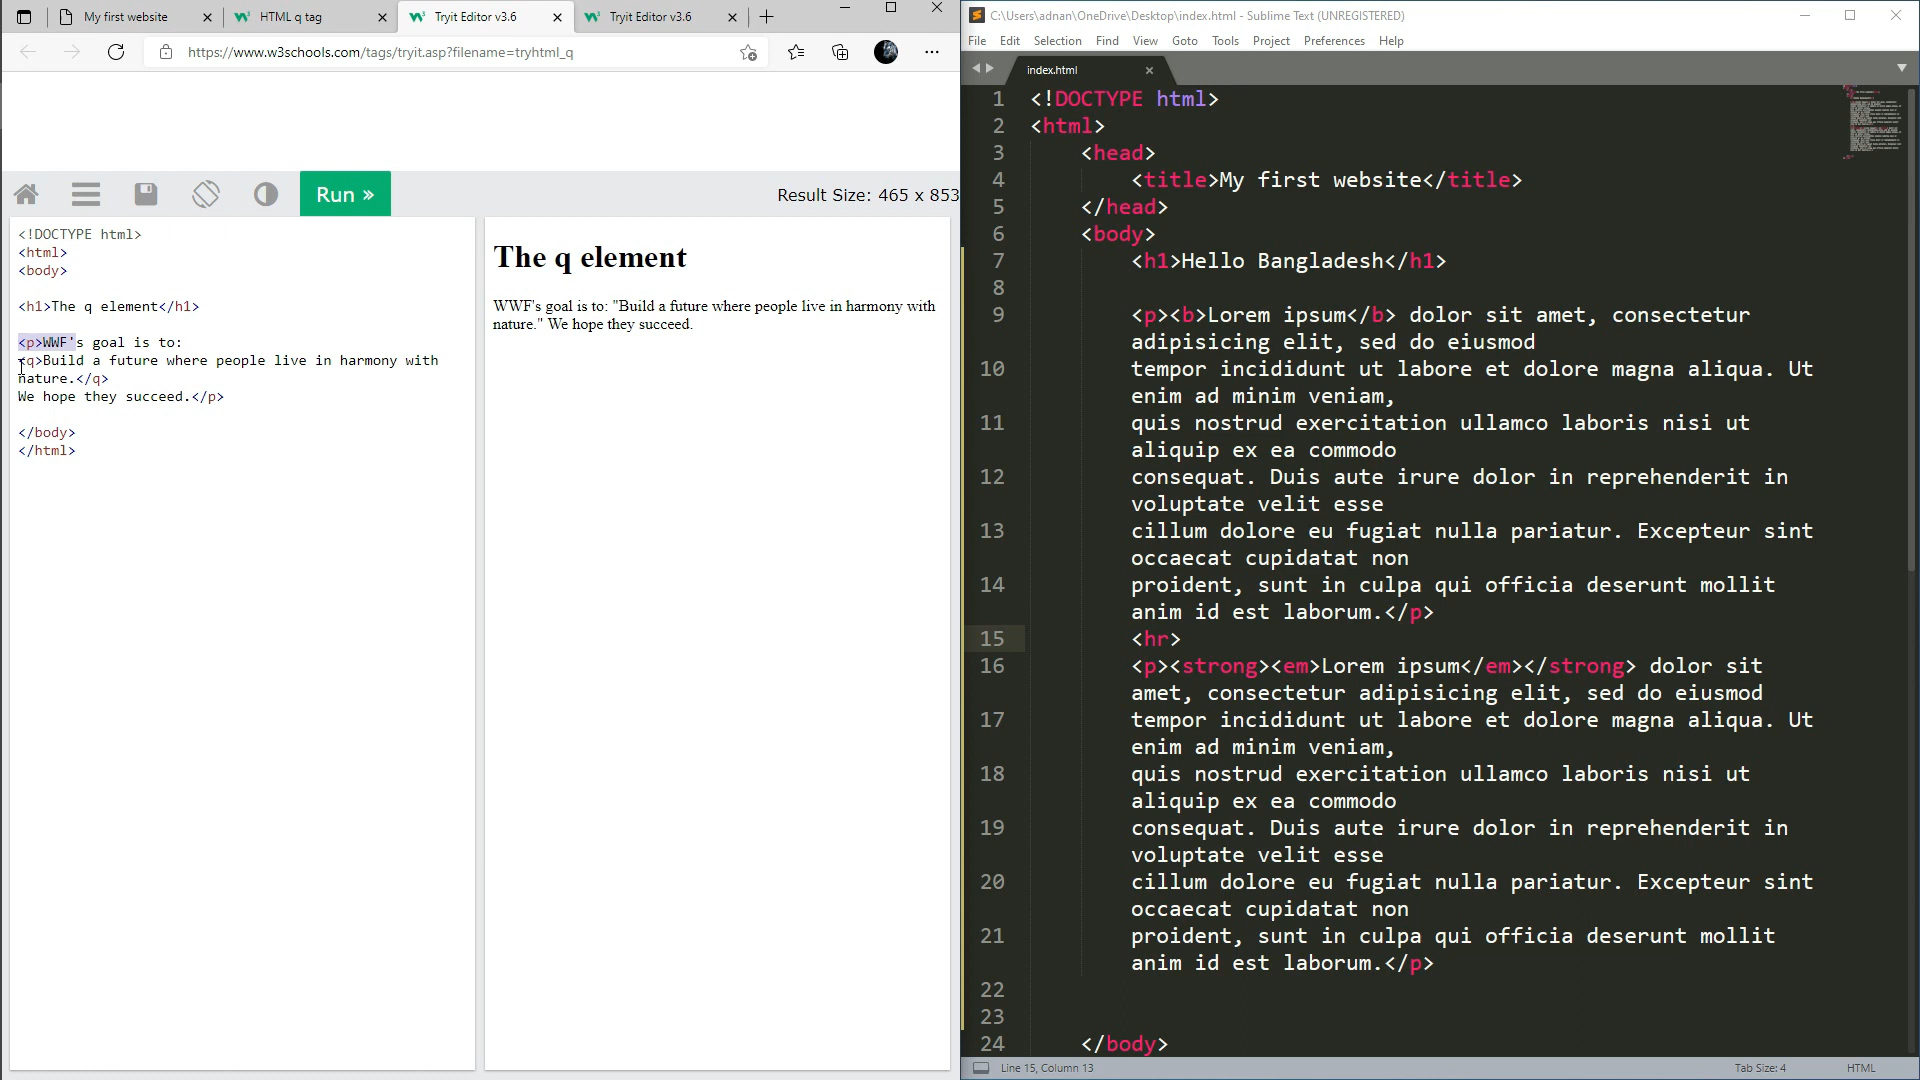 My first website
HTML q tag
Tryit Editor v3.6
Tryit Editor v3.6
https://www.w3schools.com/tags/tryit.asp?filename=tryhtml_q
Run »
Result Size: 465 x 853
<!DOCTYPE html>
<html>
<body>
<h1>The q element</h1>
<p>WWF's goal is to:
<q>Build a future where people live in harmony with
nature.</q>
We hope they succeed.</p>
</body>
</html>
The q element
WWF's goal is to: "Build a future where people live in harmony with
nature." We hope they succeed.
C:\Users\adnan\OneDrive\Desktop\index.html - Sublime Text (UNREGISTERED)
File Edit Selection Find View Goto Tools Project Preferences Help
index.html
1 <!DOCTYPE html>
2 <html>
3 <head>
4 <title>My first website</title>
5 </head>
6 <body>
7 <h1>Hello Bangladesh</h1>
8
9 <p><b>Lorem ipsum</b> dolor sit amet, consectetur
adipisicing elit, sed do eiusmod
10 tempor incididunt ut labore et dolore magna aliqua. Ut
enim ad minim veniam,
11 quis nostrud exercitation ullamco laboris nisi ut
aliquip ex ea commodo
12 consequat. Duis aute irure dolor in reprehenderit in
voluptate velit esse
13 cillum dolore eu fugiat nulla pariatur. Excepteur sint
occaecat cupidatat non
14 proident, sunt in culpa qui officia deserunt mollit
anim id est laborum.</p>
15 <hr>
16 <p><strong><em>Lorem ipsum</em></strong> dolor sit
amet, consectetur adipisicing elit, sed do eiusmod
17 tempor incididunt ut labore et dolore magna aliqua. Ut
enim ad minim veniam,
18 quis nostrud exercitation ullamco laboris nisi ut
aliquip ex ea commodo
19 consequat. Duis aute irure dolor in reprehenderit in
voluptate velit esse
20 cillum dolore eu fugiat nulla pariatur. Excepteur sint
occaecat cupidatat non
21 proident, sunt in culpa qui officia deserunt mollit
anim id est laborum.</p>
22
23
24 </body>
Line 15, Column 13
Tab Size: 4
HTML